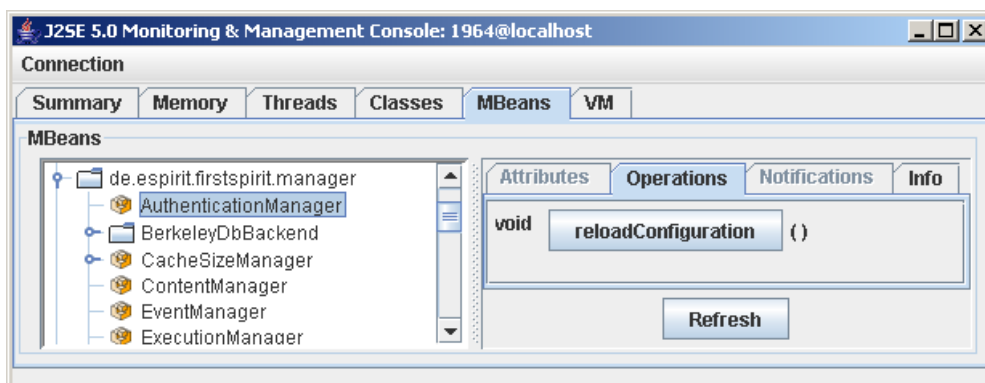 J2SE 5.0 Monitoring & Management Console: 1964@localhost
Connection
Summary Memory Threads Classes MBeans VM
MBeans
de.espirit.firstspirit.manager
AuthenticationManager
BerkeleyDbBackend
CacheSizeManager
ContentManager
EventManager
ExecutionManager
Attributes Operations Notifications Info
void reloadConfiguration ( )
Refresh